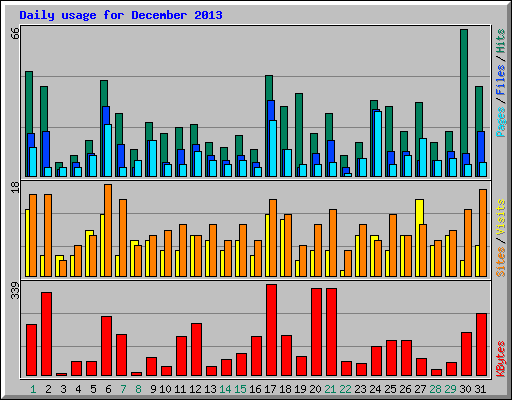 Daily usage for December 2013
66
Pages / Files / Hits
18
Sites / Visits
339
KBytes
1 2 3 4 5 6 7 8 9 10 11 12 13 14 15 16 17 18 19 20 21 22 23 24 25 26 27 28 29 30 31